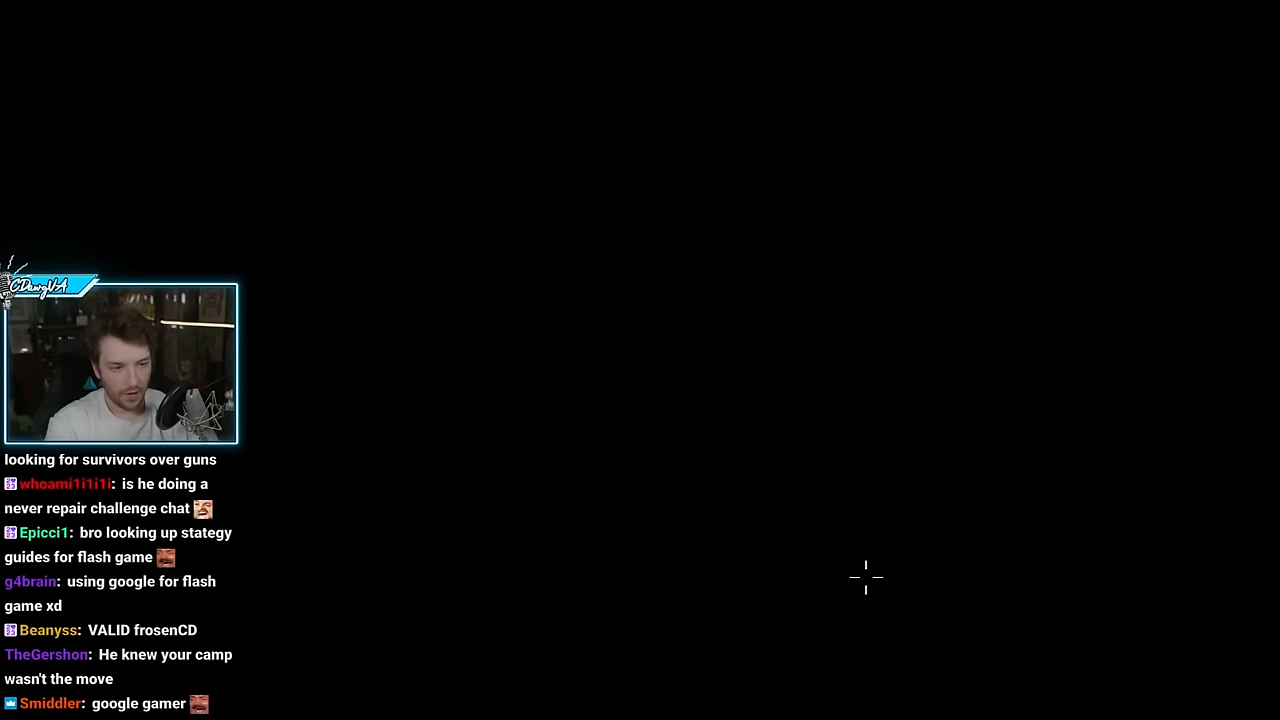 CDawgVA
looking for survivors over guns
whoami1i1i1i: is he doing a
never repair challenge chat
Epicci1: bro looking up stategy
guides for flash game
g4brain: using google for flash
game xd
Beanyss: VALID frosenCD
TheGershon: He knew your camp
wasn't the move
Smiddler: google gamer